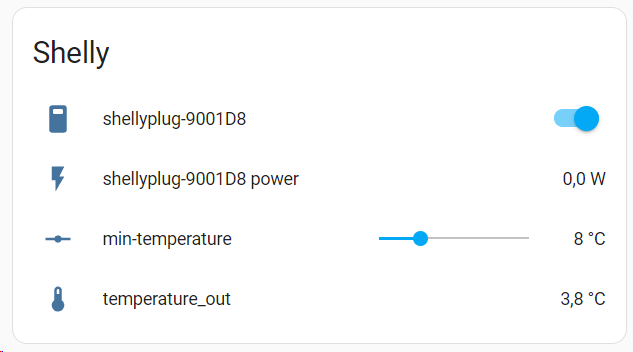 Shelly
shellyplug-9001D8
shellyplug-9001D8 power 0,0 W
min-temperature 8 °C
temperature_out 3,8 °C